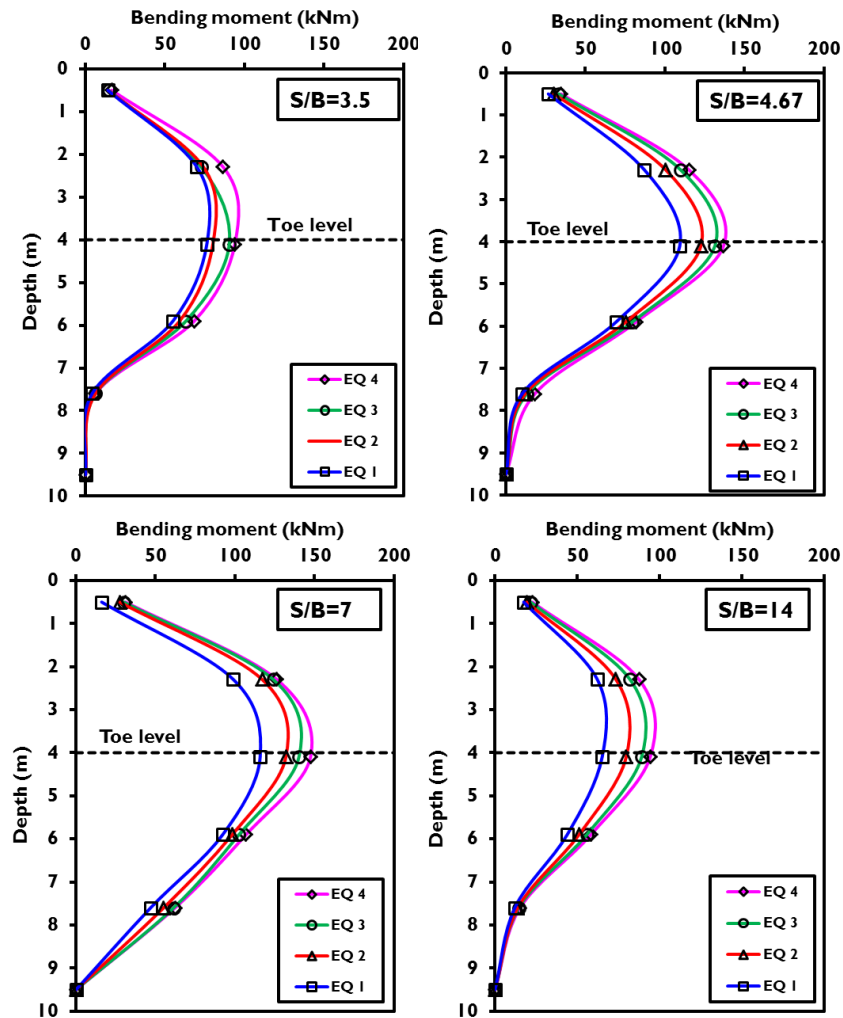 Bending moment (kNm)
0 50 100 150 200
0
1
2
3
4
5
6
7
8
9
10
Depth (m)
S/B=3.5
Toe level
EQ 4
EQ 3
EQ 2
EQ 1
Bending moment (kNm)
0 50 100 150 200
0
1
2
3
4
5
6
7
8
9
10
Depth (m)
S/B=4.67
Toe level
EQ 4
EQ 3
EQ 2
EQ 1
Bending moment (kNm)
0 50 100 150 200
0
1
2
3
4
5
6
7
8
9
10
Depth (m)
S/B=7
Toe level
EQ 4
EQ 3
EQ 2
EQ 1
Bending moment (kNm)
0 50 100 150 200
0
1
2
3
4
5
6
7
8
9
10
Depth (m)
S/B=14
Toe level
EQ 4
EQ 3
EQ 2
EQ 1